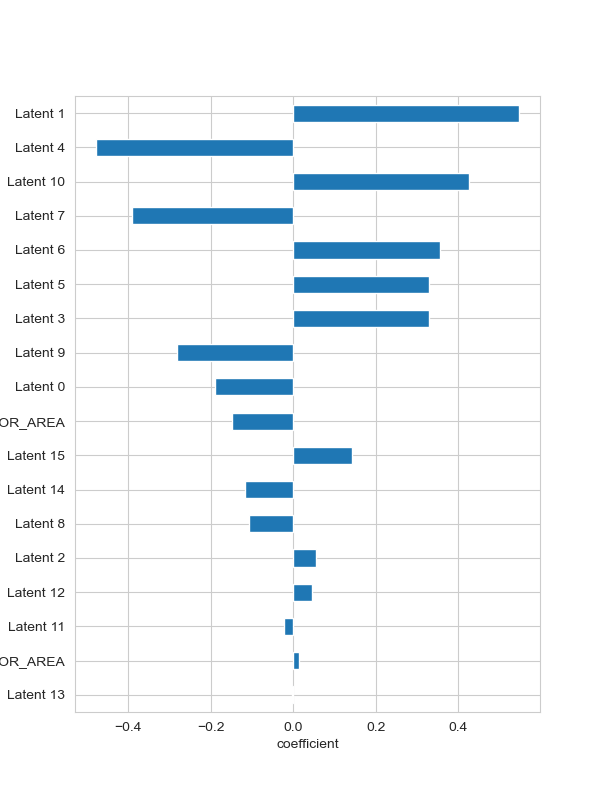 Latent 1
Latent 4
Latent 10
Latent 7
Latent 6
Latent 5
Latent 3
Latent 9
Latent 0
OR_AREA
Latent 15
Latent 14
Latent 8
Latent 2
Latent 12
Latent 11
OR_AREA
Latent 13
−0.4 −0.2 0.0 0.2 0.4
coefficient